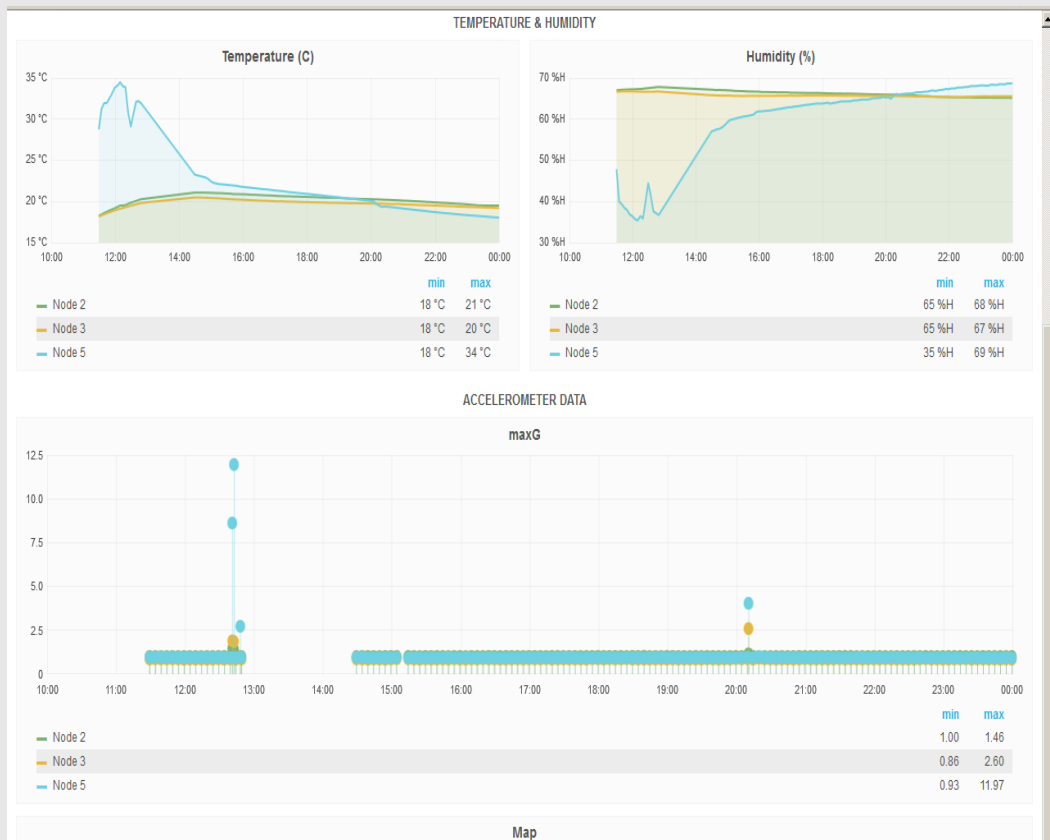 TEMPERATURE & HUMIDITY
Temperature (C)
35 °C
30 °C
25 °C
20 °C
15 °C
10:00 12:00 14:00 16:00 18:00 20:00 22:00 00:00
min max
Node 2 18 °C 21 °C
Node 3 18 °C 20 °C
Node 5 18 °C 34 °C
Humidity (%)
70 %H
60 %H
50 %H
40 %H
30 %H
10:00 12:00 14:00 16:00 18:00 20:00 22:00 00:00
min max
Node 2 65 %H 68 %H
Node 3 65 %H 67 %H
Node 5 35 %H 69 %H
ACCELEROMETER DATA
maxG
12.5
10.0
7.5
5.0
2.5
0
10:00 11:00 12:00 13:00 14:00 15:00 16:00 17:00 18:00 19:00 20:00 21:00 22:00 23:00 00:00
min max
Node 2 1.00 1.46
Node 3 0.86 2.60
Node 5 0.93 11.97
Map